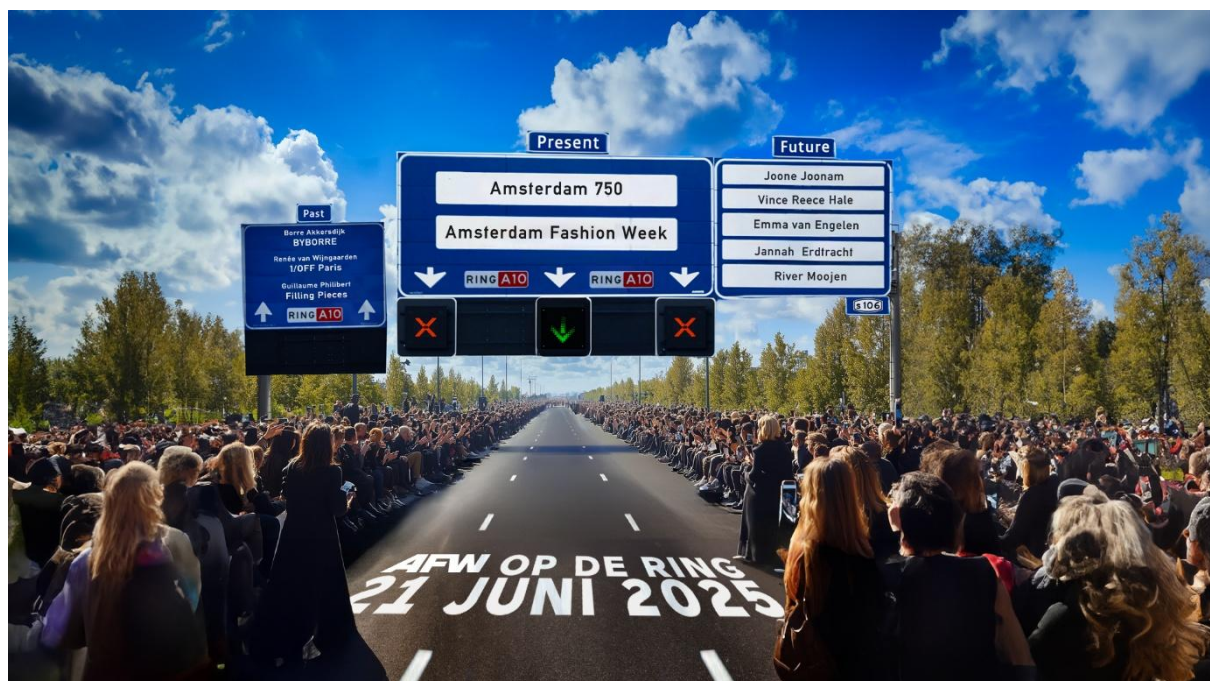 Past
Borre Akkersdijk
BYBORRE
Renée van Wijngaarden
1/OFF Paris
Guillaume Philibert
Filling Pieces
RING A10
Present
Amsterdam 750
Amsterdam Fashion Week
RING A10 RING A10
Future
Joone Joonam
Vince Reece Hale
Emma van Engelen
Jannah Erdtracht
River Moojen
s 106
AFW OP DE RING
21 JUNI 2025